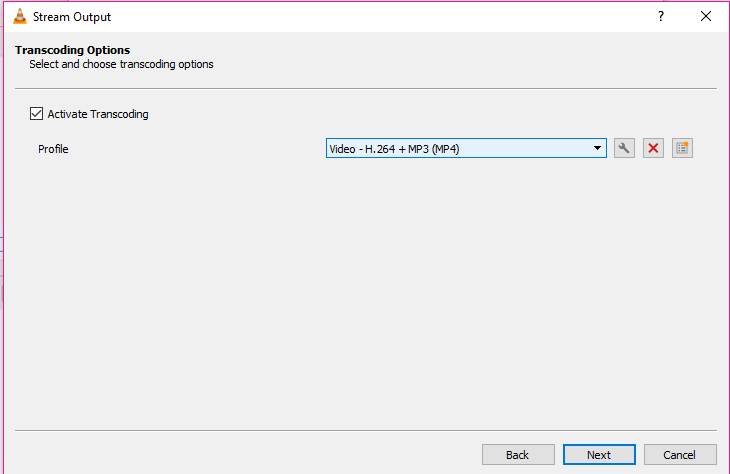 Stream Output
?
Transcoding Options
Select and choose transcoding options
Activate Transcoding
Profile
Video - H.264 + MP3 (MP4)
Back
Next
Cancel